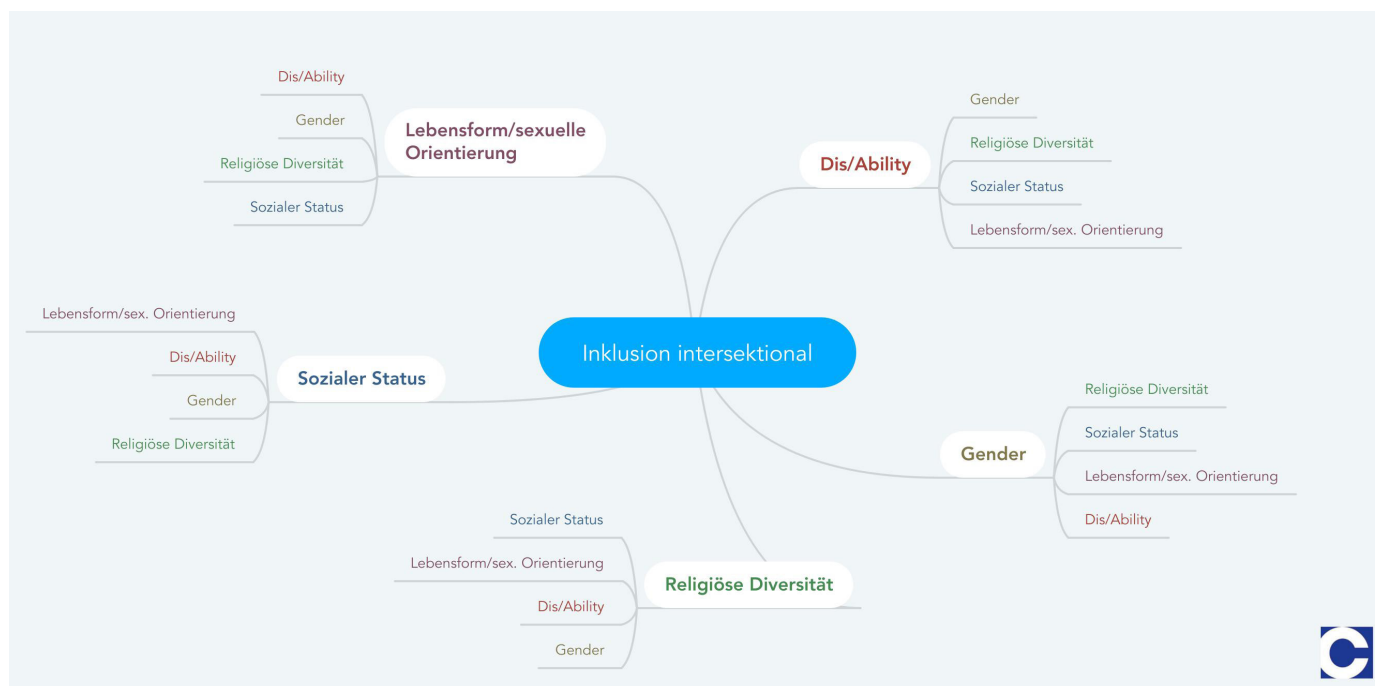 Dis/Ability
Gender
Religiöse Diversität
Sozialer Status
Lebensform/sexuelle
Orientierung
Dis/Ability
Gender
Religiöse Diversität
Sozialer Status
Lebensform/sex. Orientierung
Lebensform/sex. Orientierung
Dis/Ability
Gender
Religiöse Diversität
Sozialer Status
Inklusion intersektional
Gender
Religiöse Diversität
Sozialer Status
Lebensform/sex. Orientierung
Dis/Ability
Sozialer Status
Lebensform/sex. Orientierung
Dis/Ability
Gender
Religiöse Diversität
C